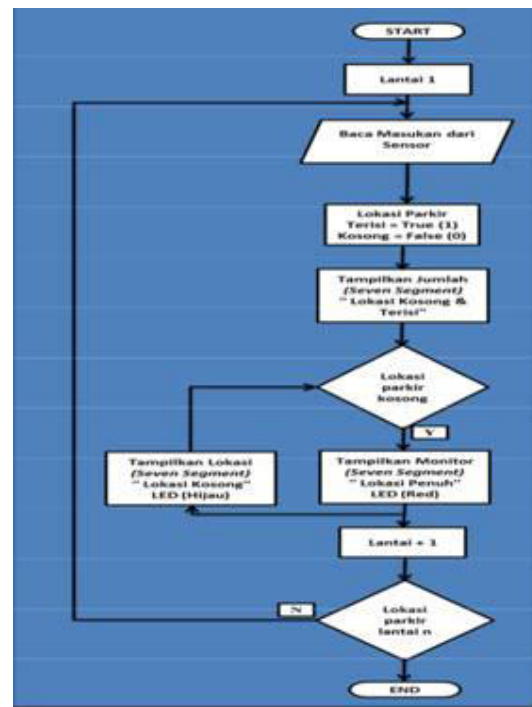 START
Lantai 1
Baca Masukan dari
Sensor
Lokasi Parkir
Terisi = True (1)
Kosong = False (0)
Tampilkan Jumlah
(Seven Segment)
" Lokasi Kosong &
Terisi"
Lokasi
parkir
kosong
Y
Tampilkan Lokasi
(Seven Segment)
" Lokasi Kosong"
LED (Hijau)
Tampilkan Monitor
(Seven Segment)
" Lokasi Penuh"
LED (Red)
Lantai + 1
N
Lokasi
parkir
lantai n
END